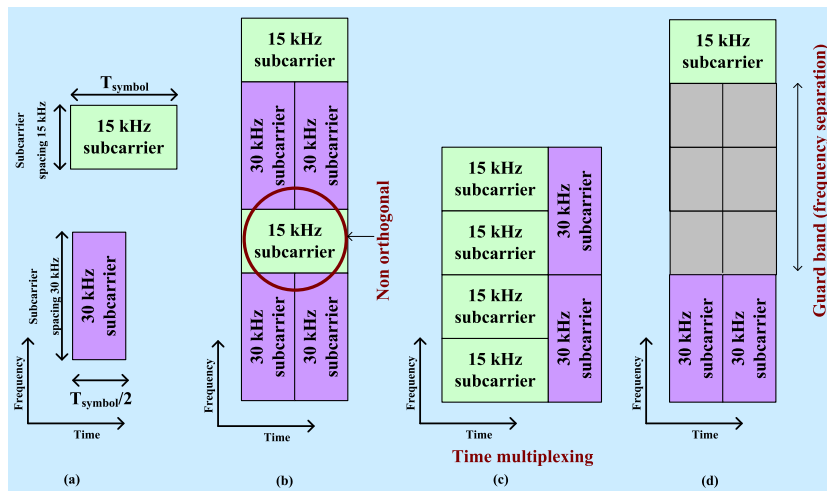 T_symbol
Subcarrier
spacing 15 kHz
15 kHz
subcarrier
Subcarrier
spacing 30 kHz
30 kHz
subcarrier
T_symbol/2
Frequency
Time
(a)
15 kHz
subcarrier
30 kHz
subcarrier
30 kHz
subcarrier
15 kHz
subcarrier
Non orthogonal
30 kHz
subcarrier
30 kHz
subcarrier
Frequency
Time
(b)
15 kHz
subcarrier
15 kHz
subcarrier
30 kHz
subcarrier
15 kHz
subcarrier
15 kHz
subcarrier
30 kHz
subcarrier
Frequency
Time
Time multiplexing
(c)
15 kHz
subcarrier
Guard band (frequency separation)
30 kHz
subcarrier
30 kHz
subcarrier
Frequency
Time
(d)